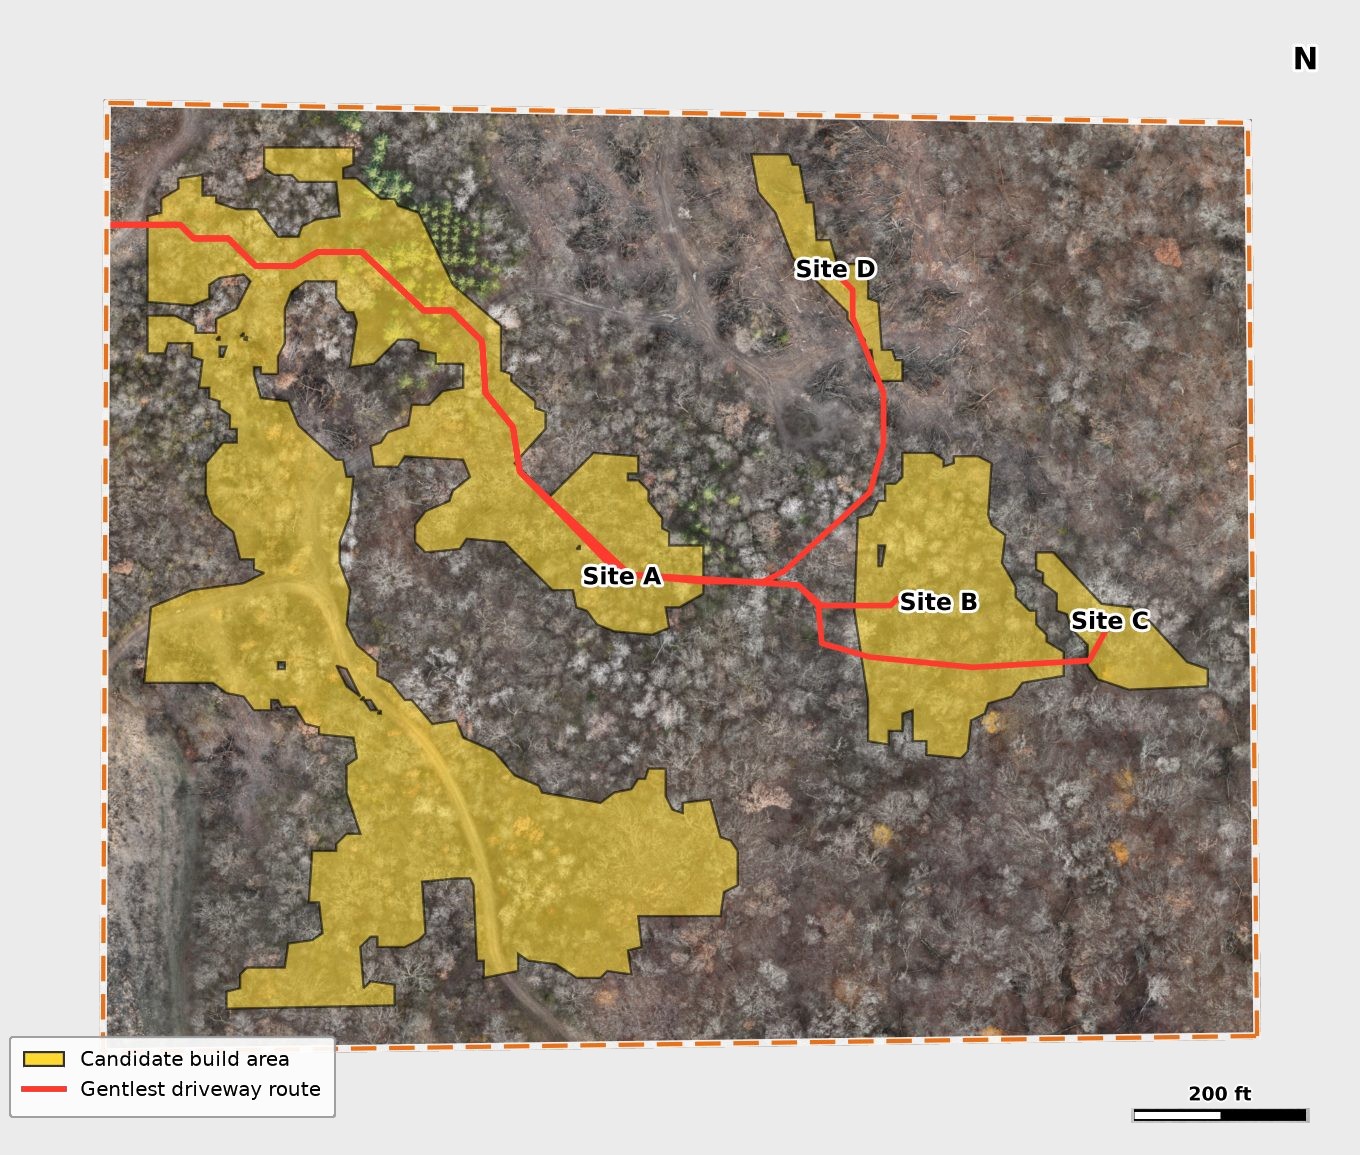 N
Site D
Site A
Site B
Site C
Candidate build area
Gentlest driveway route
200 ft